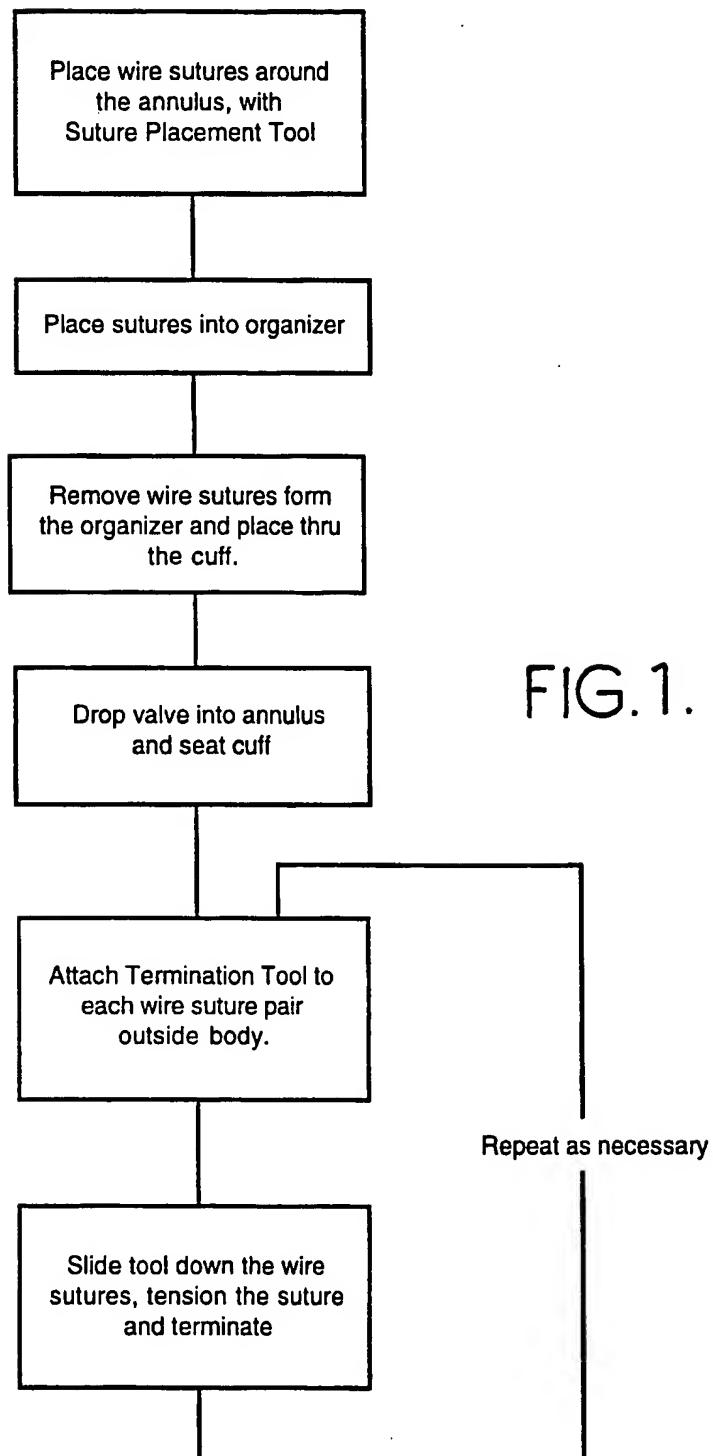 Place wire sutures around
the annulus, with
Suture Placement Tool
Place sutures into organizer
Remove wire sutures form
the organizer and place thru
the cuff.
Drop valve into annulus
and seat cuff
FIG.1.
Attach Termination Tool to
each wire suture pair
outside body.
Repeat as necessary
Slide tool down the wire
sutures, tension the suture
and terminate